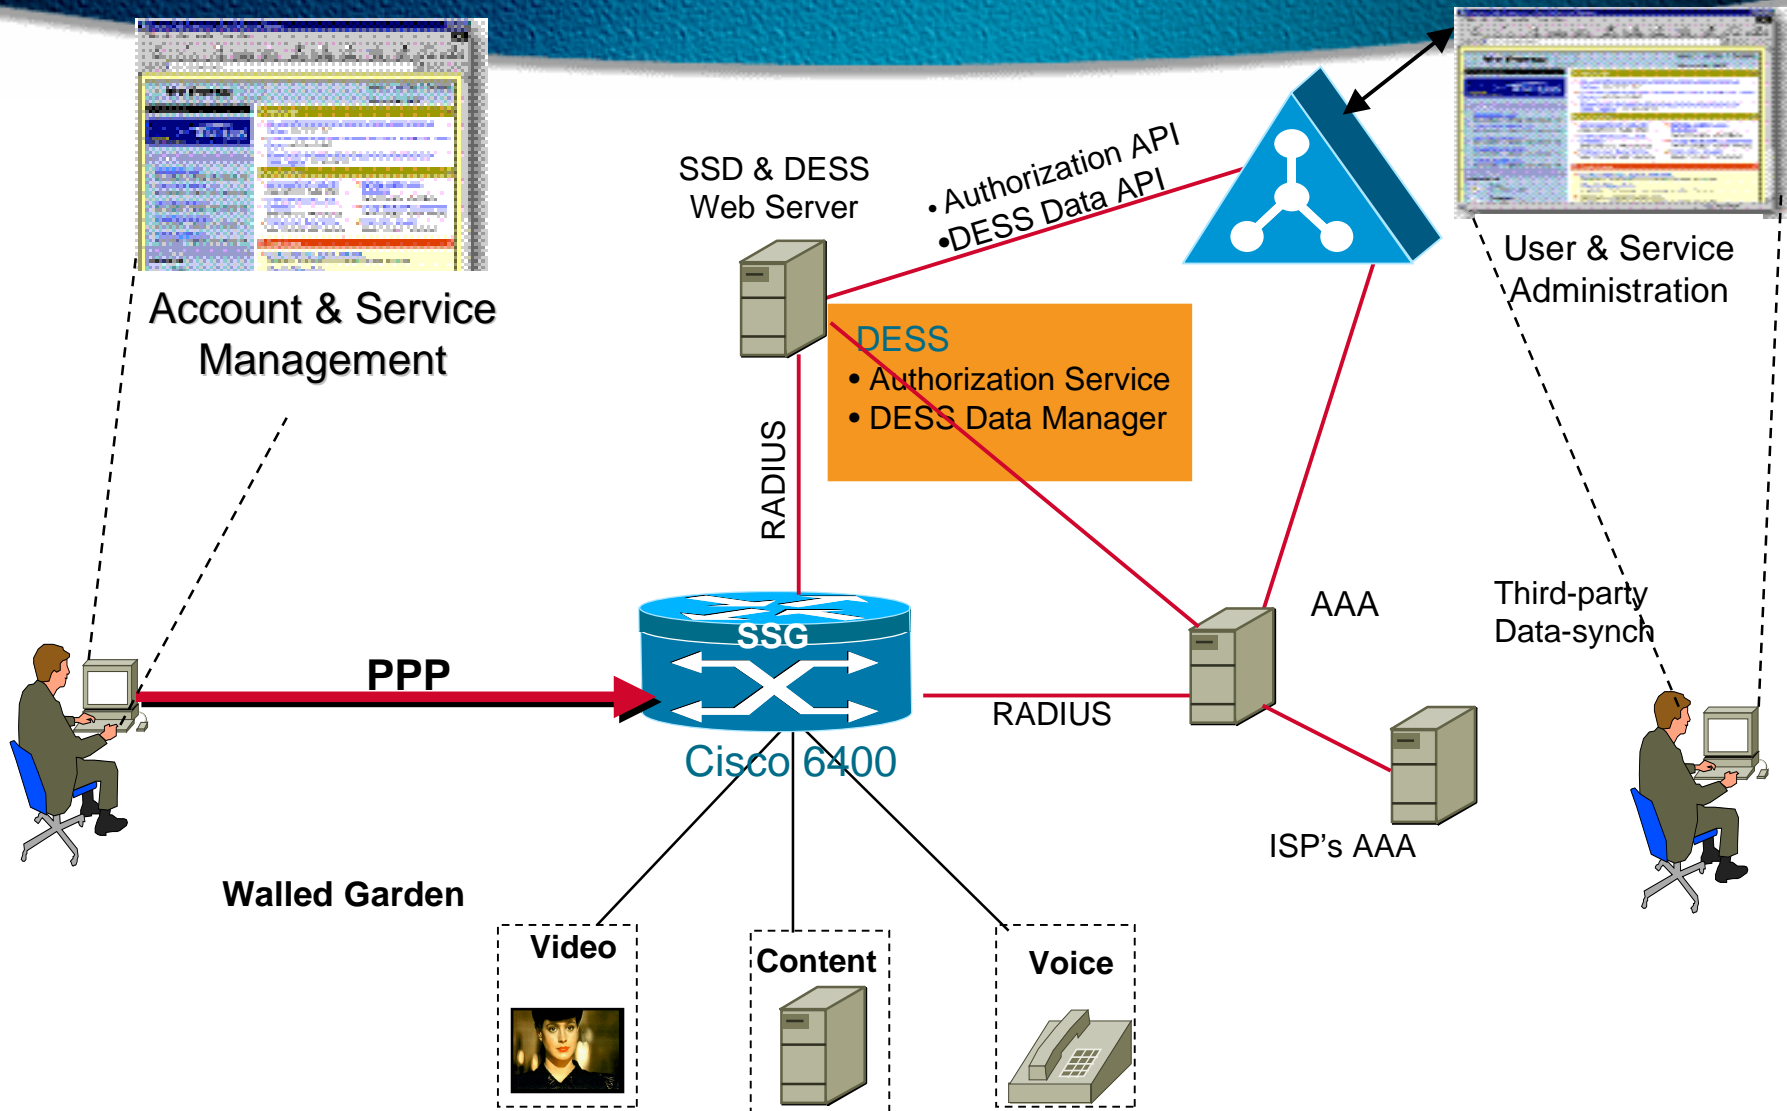 SSD & DESS
Web Server
• Authorization API
•DESS Data API
User & Service
Administration
Account & Service
Management
DESS
• Authorization Service
• DESS Data Manager
RADIUS
AAA
Third-party
Data-synch
SSG
PPP
RADIUS
Cisco 6400
ISP's AAA
Walled Garden
Video
Content
Voice